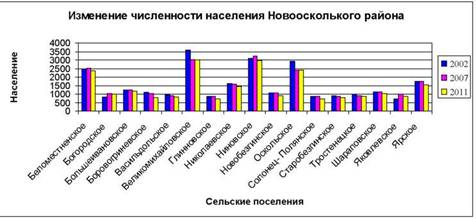 Изменение численности населения Новооскольского района
Население
4000
3500
3000
2500
2000
1500
1000
500
0
2002
2007
2011
Беломестненское
Богородское
Большеивановское
Боровогриневское
Васильдольское
Великомихайловское
Глинновское
Николаевское
Ниновское
Новобезгинское
Оскольское
Солонец- Полянское
Старобезгинское
Тростенецкое
Шараповское
Яковлевское
Ярское
Сельские поселения